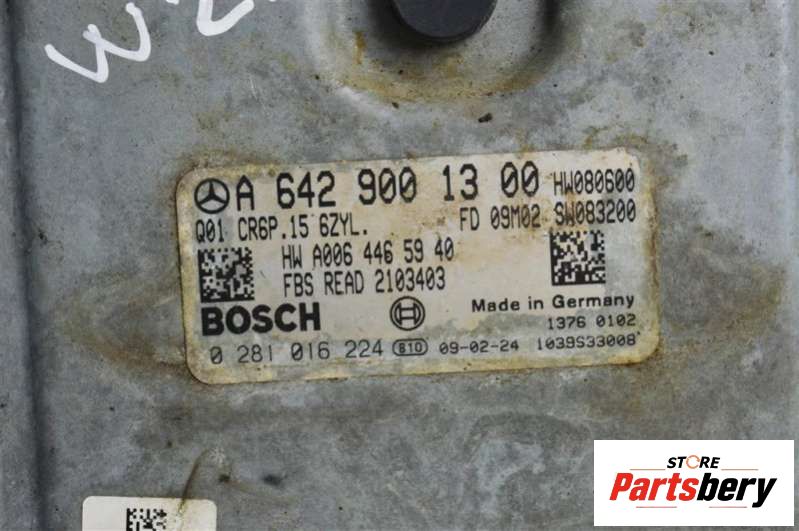 A 642 900 13 00 HW080600
Q01 CR6P.15 6ZYL. FD 09M02 SW083200
HW A006 446 59 40
FBS READ 2103403
BOSCH Made in Germany
1376 0102
0 281 016 224 610 09-02-24 1039S33008
STORE
Partsbery